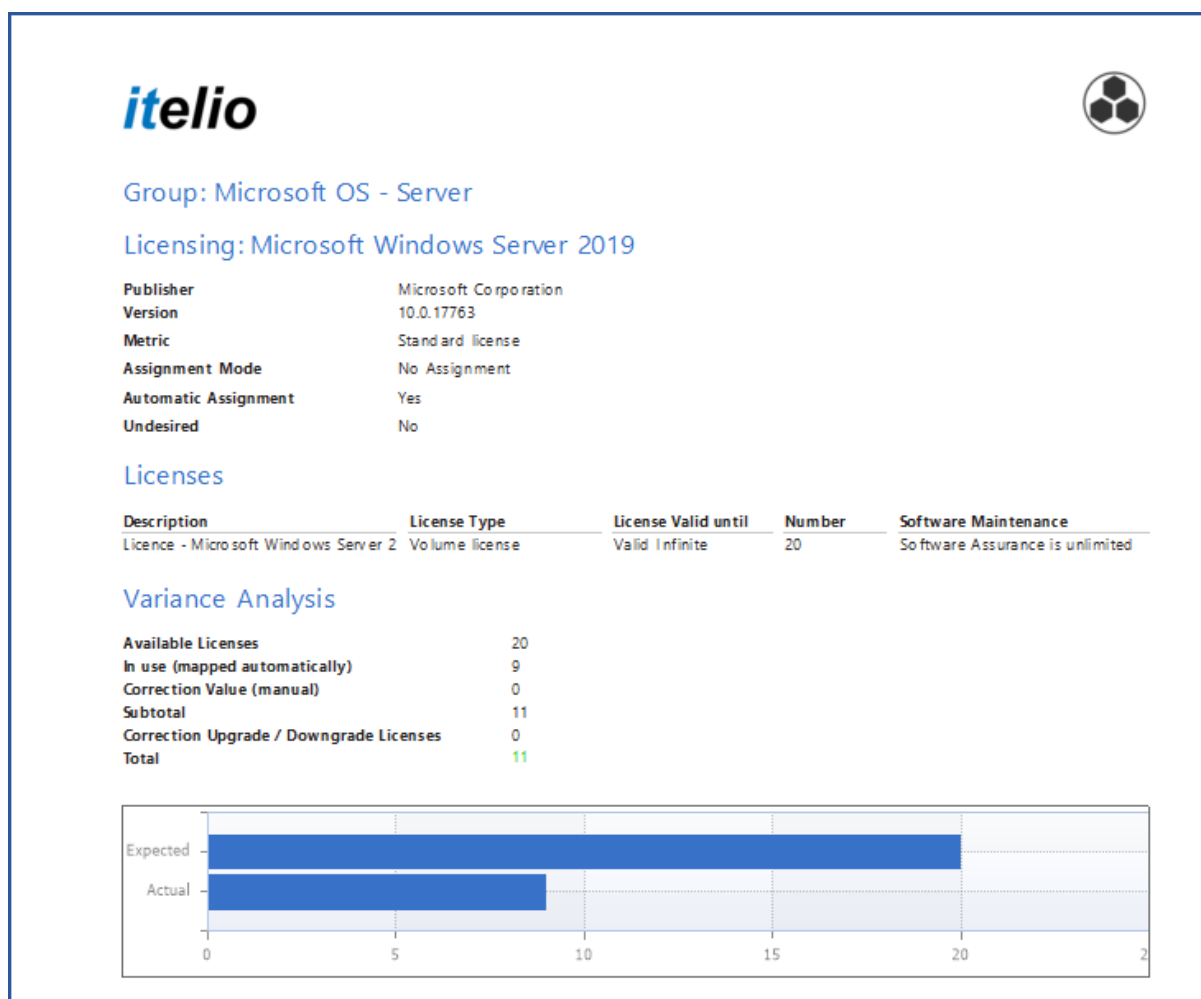 itelio
Group: Microsoft OS - Server
Licensing: Microsoft Windows Server 2019
Publisher Microsoft Corporation
Version 10.0.17763
Metric Standard license
Assignment Mode No Assignment
Automatic Assignment Yes
Undesired No
Licenses
Description License Type License Valid until Number Software Maintenance
Licence - Microsoft Windows Server 2 Volume license Valid Infinite 20 Software Assurance is unlimited
Variance Analysis
Available Licenses 20
In use (mapped automatically) 9
Correction Value (manual) 0
Subtotal 11
Correction Upgrade / Downgrade Licenses 0
Total 11
Expected
Actual
0 5 10 15 20 2